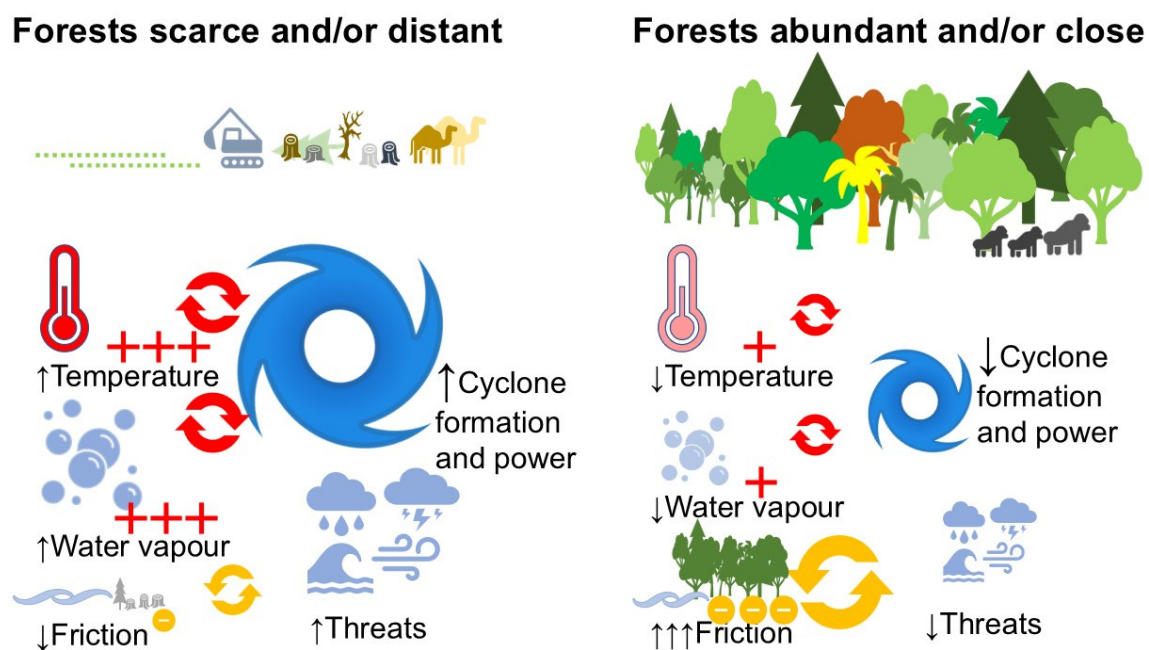 Forests scarce and/or distant
+++
↑Temperature
↑Cyclone
formation
and power
+++
↑Water vapour
↓Friction
↑Threats
Forests abundant and/or close
+
↓Temperature
↓Cyclone
formation
and power
+
↓Water vapour
↑↑↑Friction
↓Threats